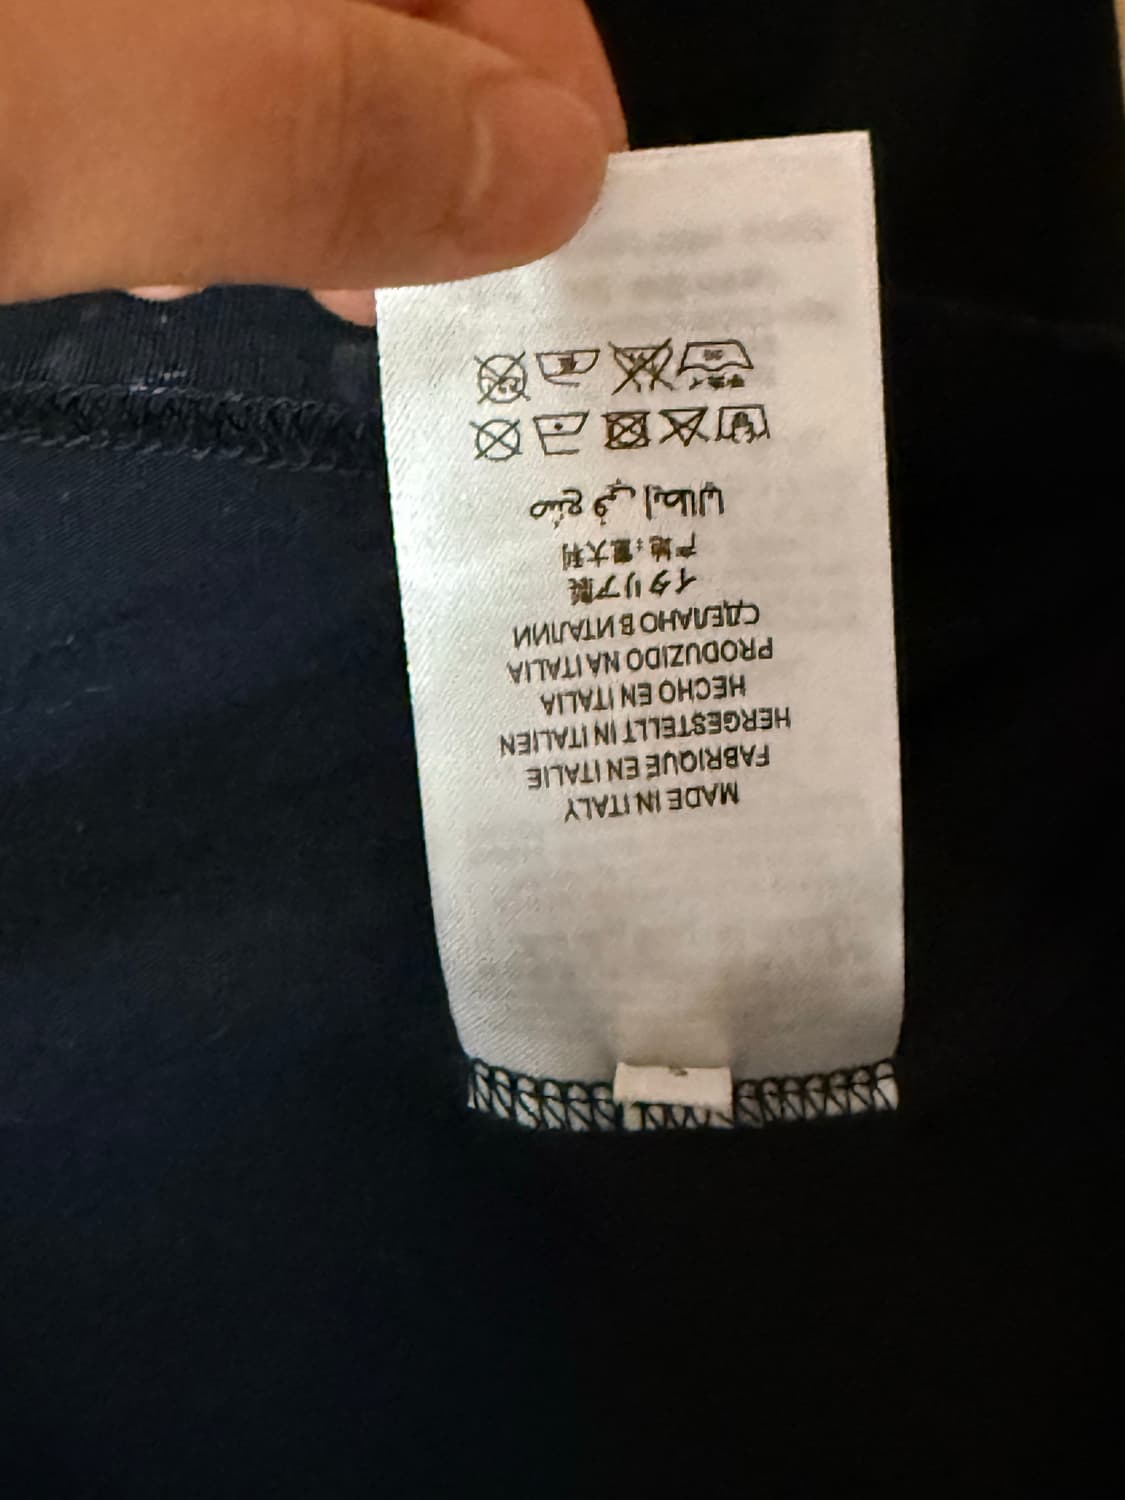 MADE IN ITALY
FABRIQUE EN ITALIE
HERGESTELLT IN ITALIEN
HECHO EN ITALIA
PRODUZIDO NA ITALIA
СДЕЛАНО В ИТАЛИИ
イタリア製
产地:意大利
صنع في إيطاليا